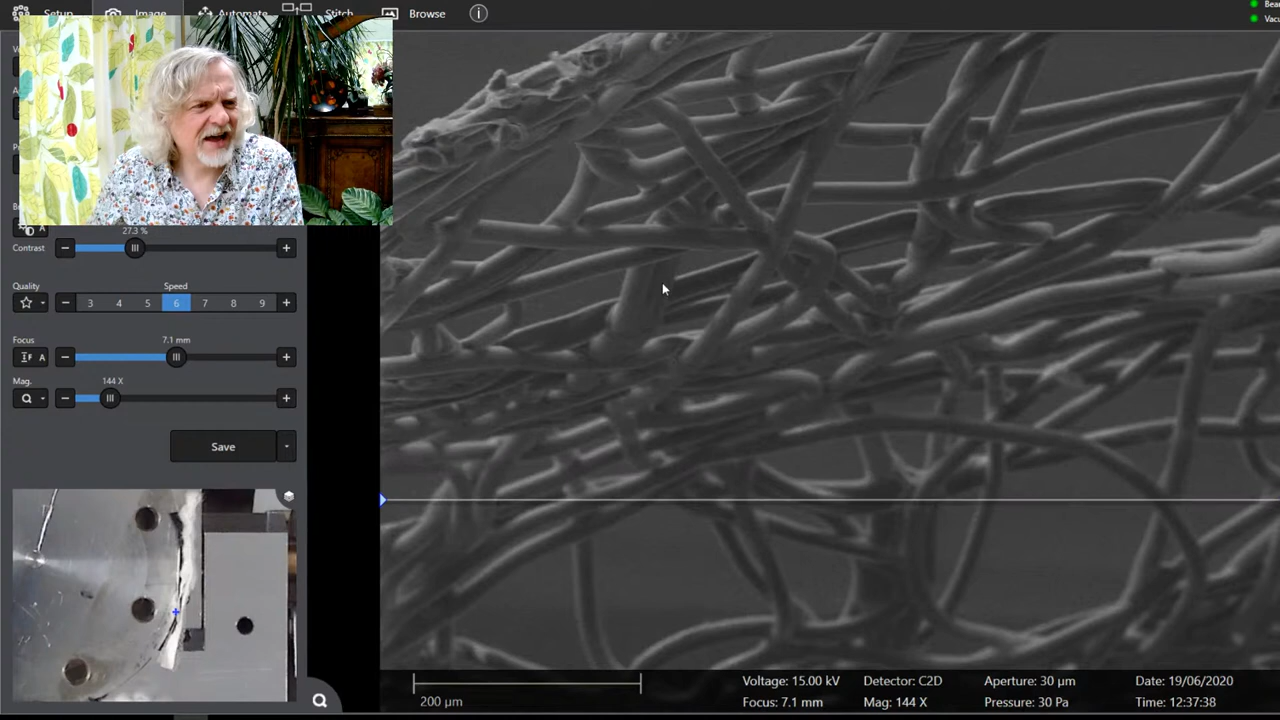 Setup Image Automate Stitch Browse
27.3 %
Contrast
Quality Speed
3 4 5 6 7 8 9
Focus 7.1 mm
A
Mag. 144 X
Save
200 µm
Voltage: 15.00 kV Detector: C2D Aperture: 30 µm Date: 19/06/2020
Focus: 7.1 mm Mag: 144 X Pressure: 30 Pa Time: 12:37:38